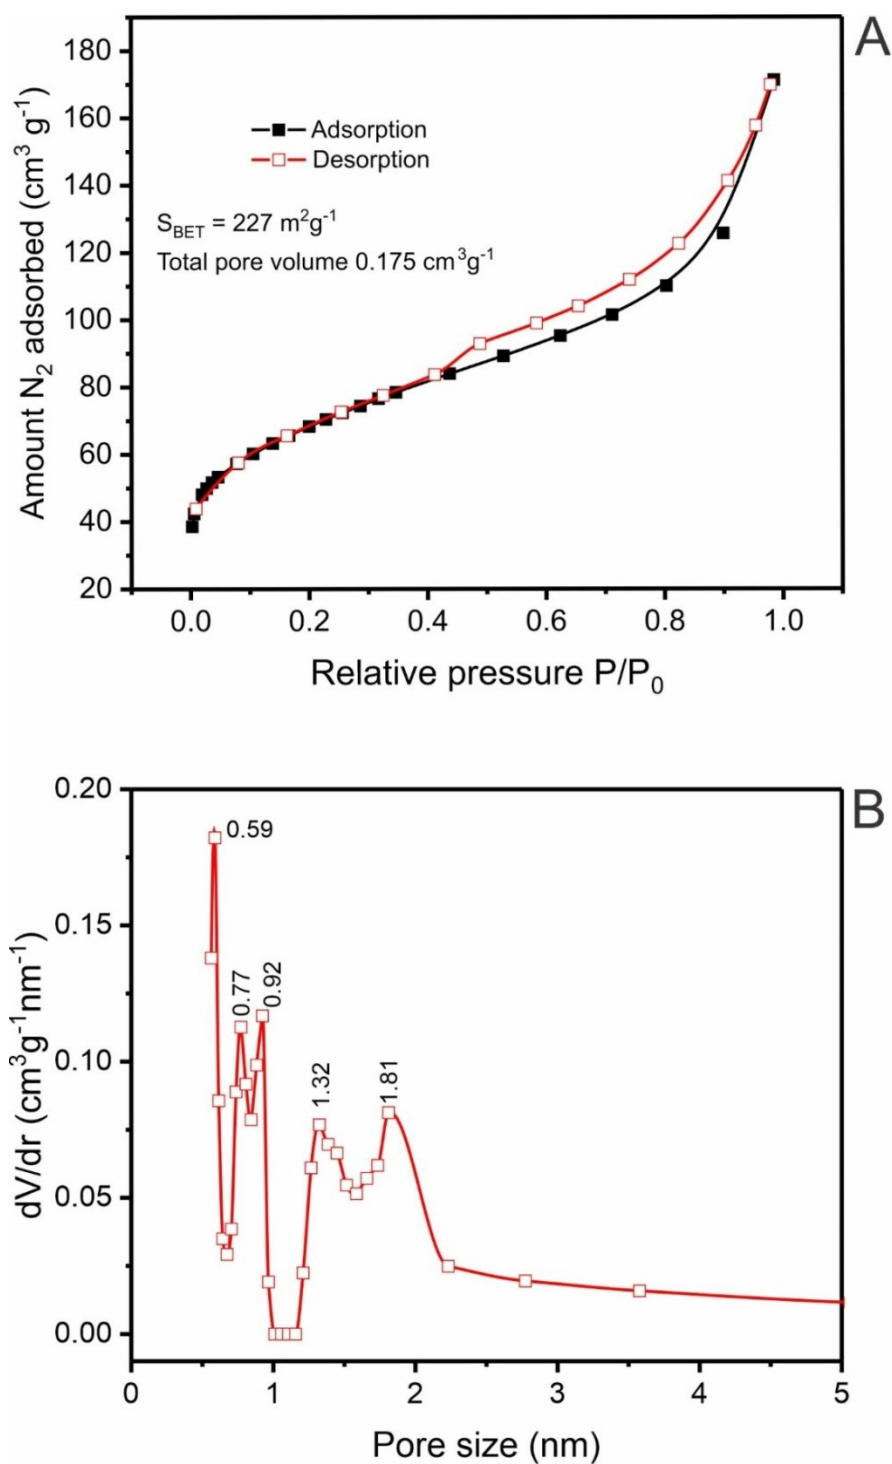 A
180
160
140
120
100
80
60
40
20
Amount N₂ adsorbed (cm³ g⁻¹)
Adsorption
Desorption
S_BET = 227 m²g⁻¹
Total pore volume 0.175 cm³g⁻¹
0.0 0.2 0.4 0.6 0.8 1.0
Relative pressure P/P₀
B
0.20
0.15
0.10
0.05
0.00
dV/dr (cm³g⁻¹nm⁻¹)
0.59
0.77
0.92
1.32
1.81
0 1 2 3 4 5
Pore size (nm)